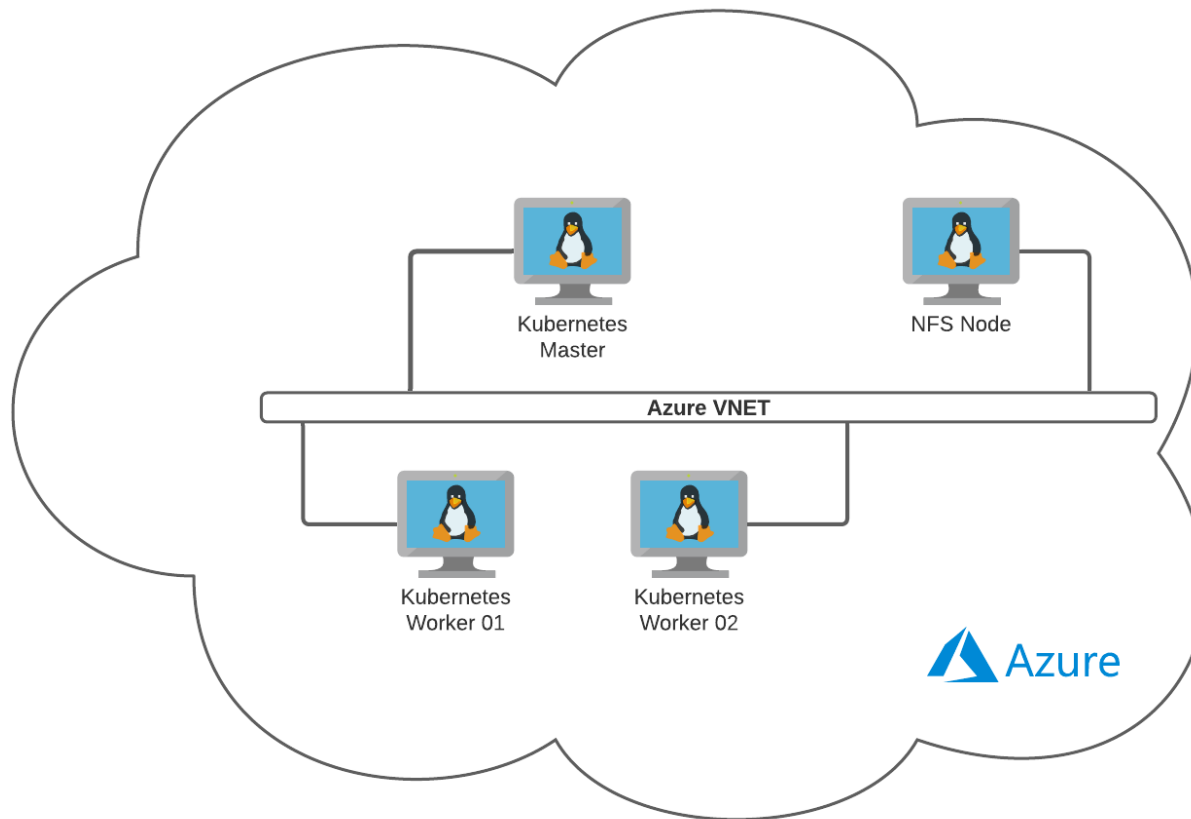 Kubernetes
Master
NFS Node
Azure VNET
Kubernetes
Worker 01
Kubernetes
Worker 02
Azure